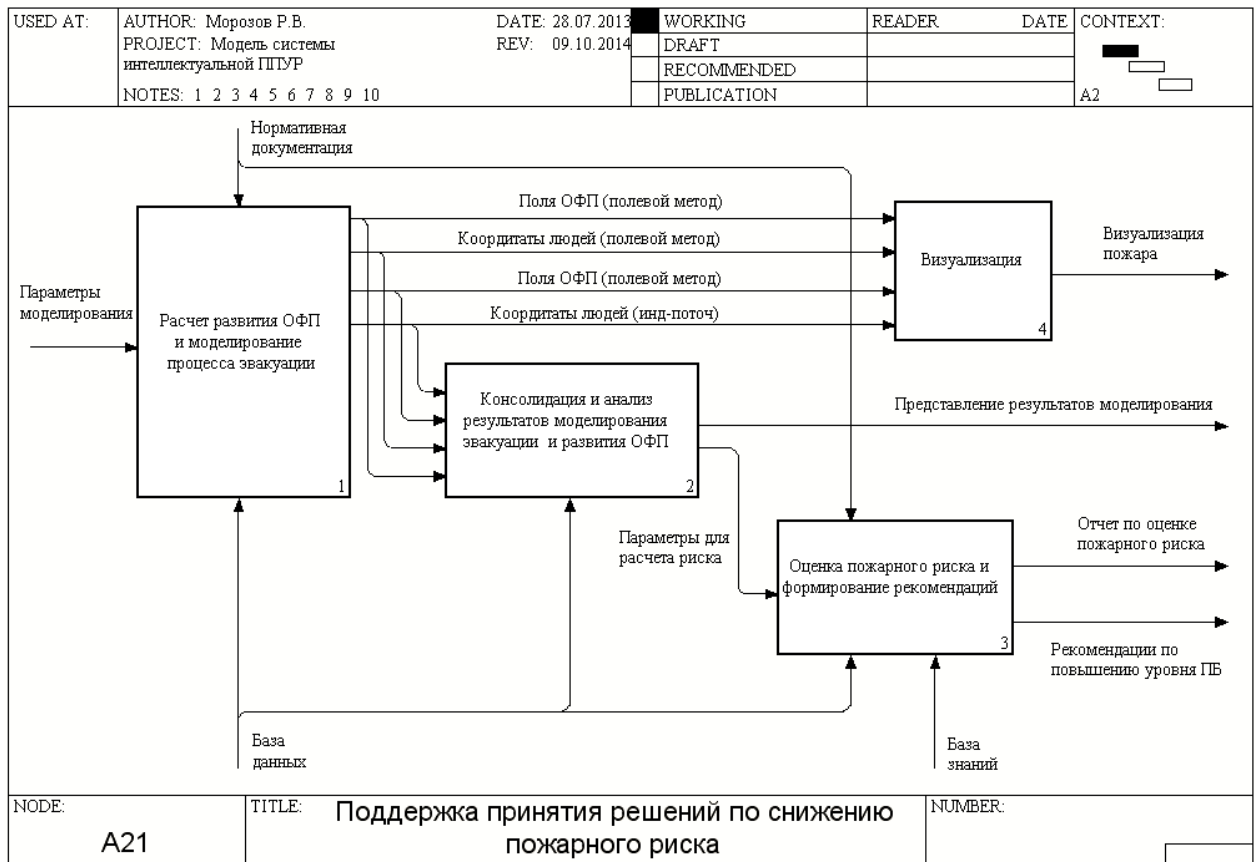 USED AT:
AUTHOR: Морозов Р.В.
DATE: 28.07.2013
PROJECT: Модель системы
интеллектуальной ППУР
REV: 09.10.2014
NOTES: 1 2 3 4 5 6 7 8 9 10
WORKING
DRAFT
RECOMMENDED
PUBLICATION
READER
DATE
CONTEXT:
A2
Нормативная
документация
Поля ОФП (полевой метод)
Коордитаты людей (полевой метод)
Поля ОФП (полевой метод)
Коордитаты людей (инд-поточ)
Визуализация
4
Визуализация
пожара
Параметры
моделирования
Расчет развития ОФП
и моделирование
процесса эвакуации
1
Консолидация и анализ
результатов моделирования
эвакуации и развития ОФП
2
Представление результатов моделирования
Параметры для
расчета риска
Оценка пожарного риска и
формирование рекомендаций
3
Отчет по оценке
пожарного риска
Рекомендации по
повышению уровня ПБ
База
данных
База
знаний
NODE:
A21
TITLE:
Поддержка принятия решений по снижению
пожарного риска
NUMBER: